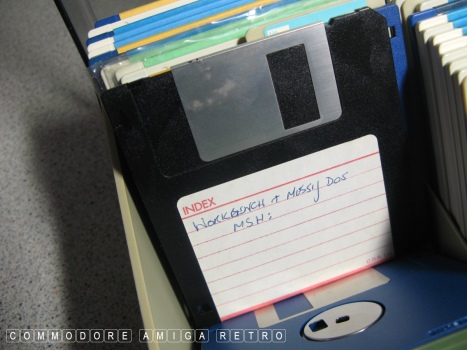 INDEX
WORKBENCH + MESSY DOS
MSH:
COMMODORE AMIGA RETRO